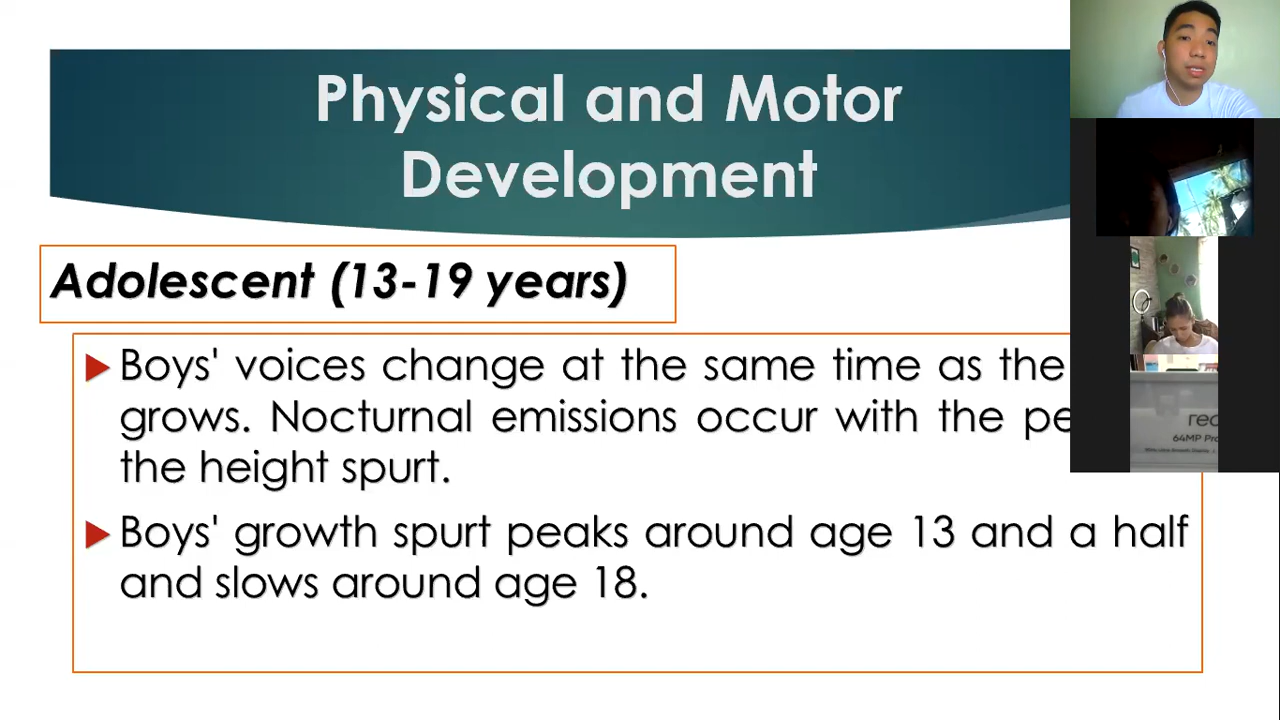 Physical and Motor
Development
Adolescent (13-19 years)
Boys' voices change at the same time as the
grows. Nocturnal emissions occur with the
the height spurt.
Boys' growth spurt peaks around age 13 and a half
and slows around age 18.
64MP